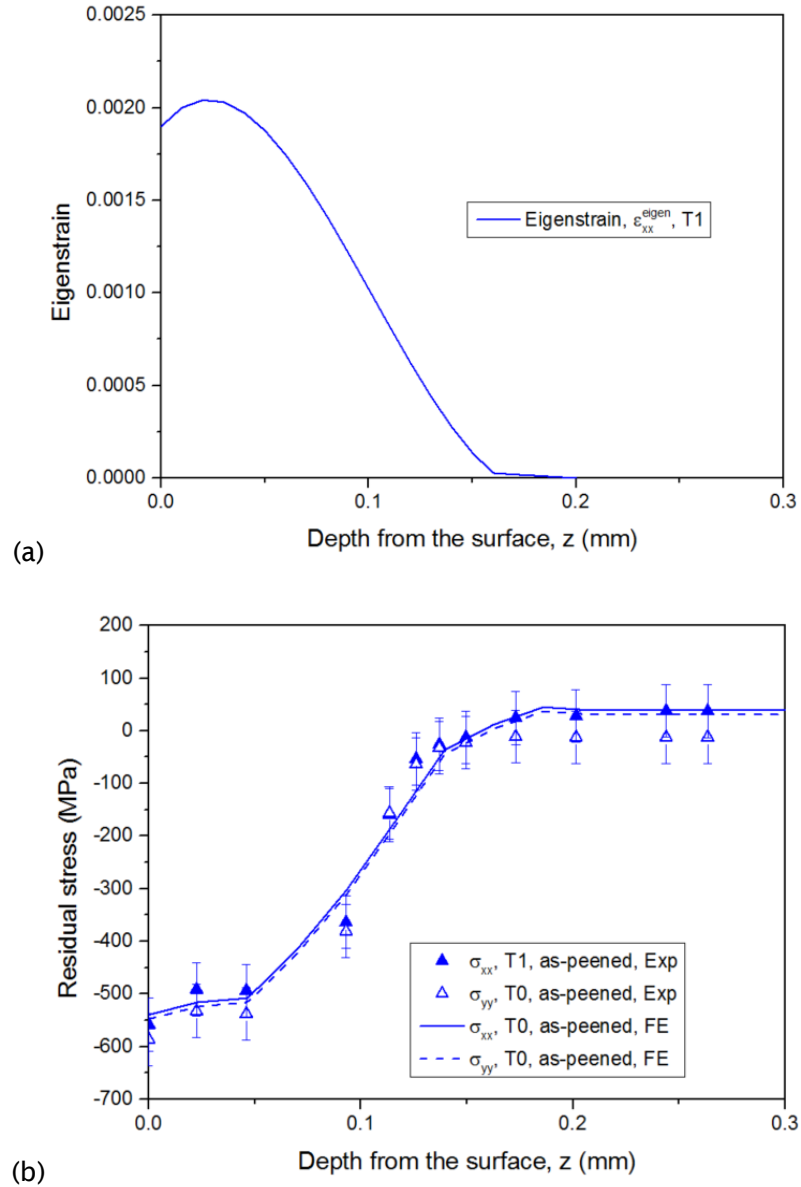 0.0025
0.0020
0.0015
0.0010
0.0005
0.0000
Eigenstrain
Eigenstrain, ε_xx^eigen, T1
0.0 0.1 0.2 0.3
Depth from the surface, z (mm)
(a)
200
100
0
-100
-200
-300
-400
-500
-600
-700
Residual stress (MPa)
σxx, T1, as-peened, Exp
σyy, T0, as-peened, Exp
σxx, T0, as-peened, FE
σyy, T0, as-peened, FE
0.0 0.1 0.2 0.3
Depth from the surface, z (mm)
(b)